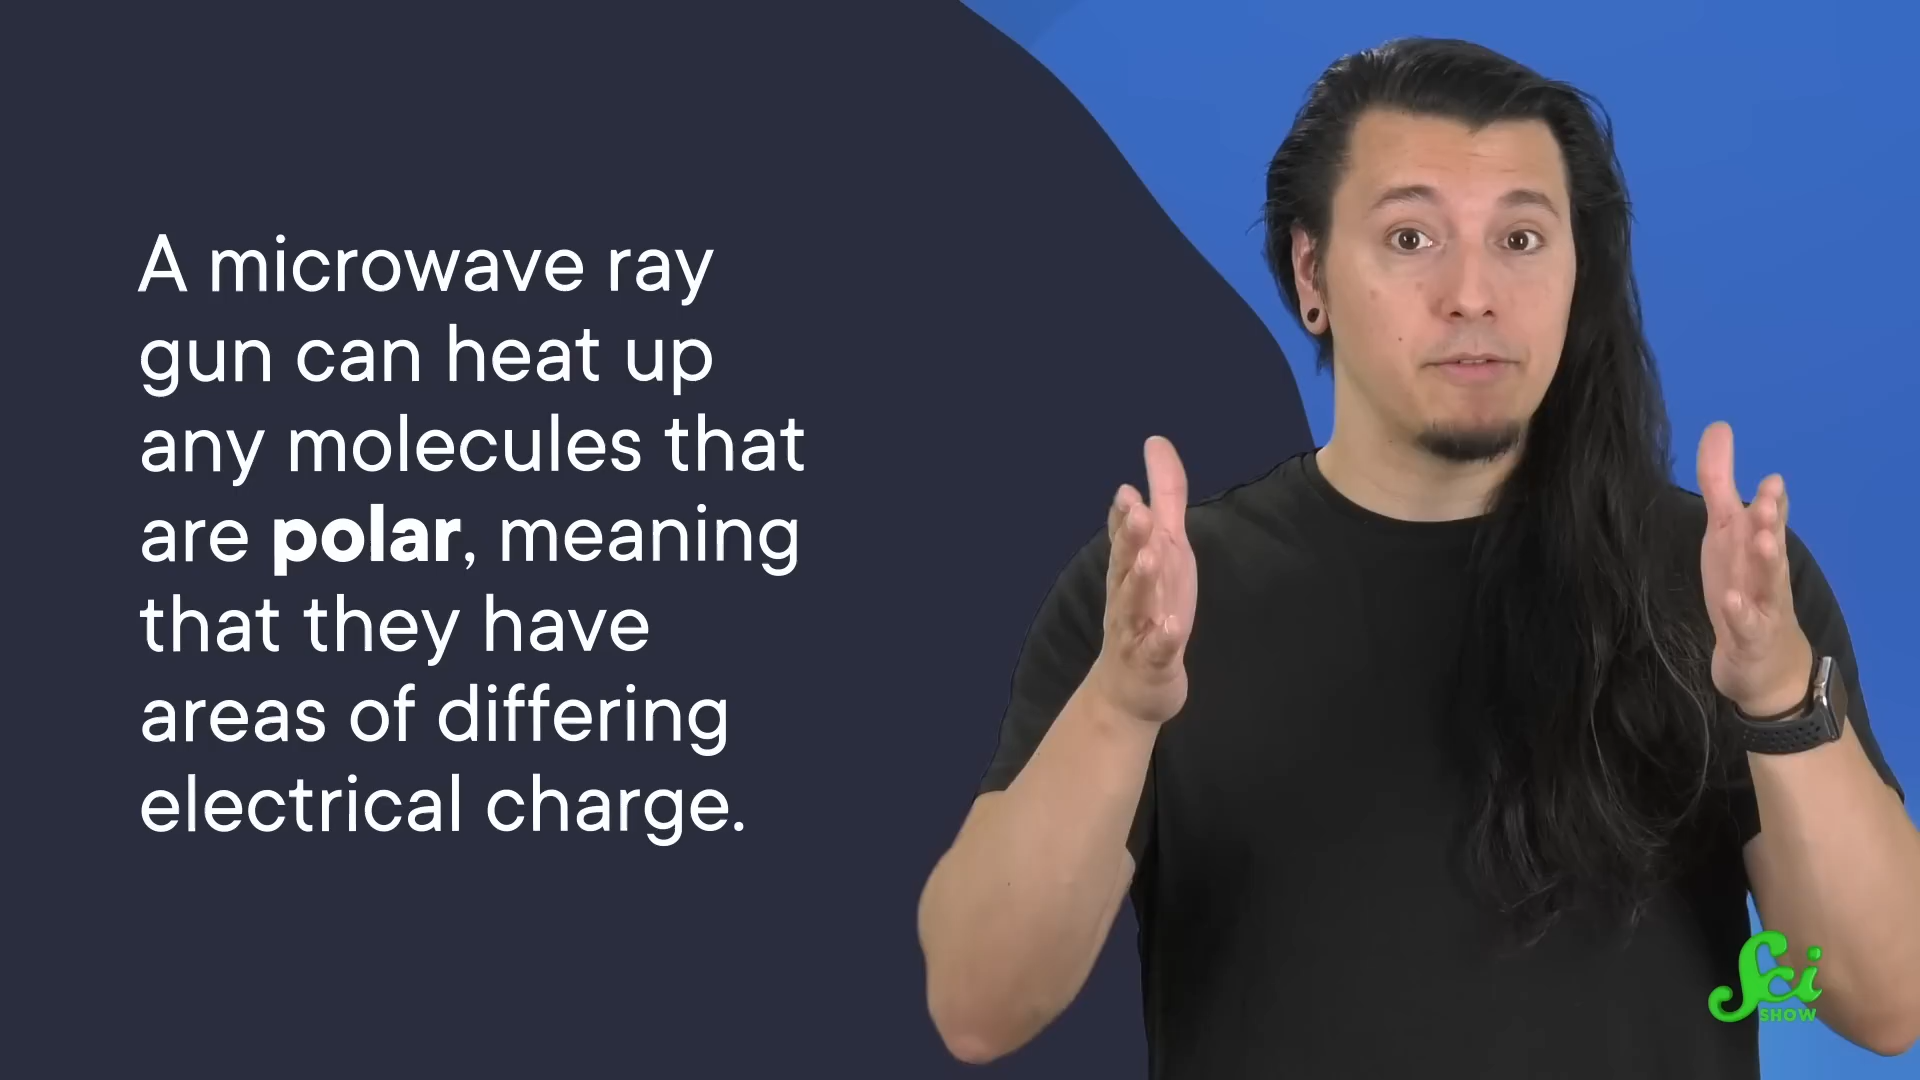 A microwave ray
gun can heat up
any molecules that
are polar, meaning
that they have
areas of differing
electrical charge.
Sci
SHOW